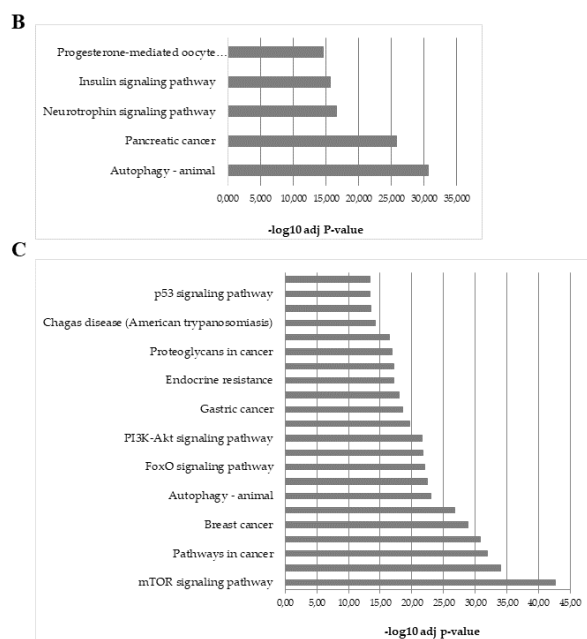 B
Progesterone-mediated oocyte…
Insulin signaling pathway
Neurotrophin signaling pathway
Pancreatic cancer
Autophagy - animal
0,000 5,000 10,000 15,000 20,000 25,000 30,000 35,000
-log10 adj P-value
C
p53 signaling pathway
Chagas disease (American trypanosomiasis)
Proteoglycans in cancer
Endocrine resistance
Gastric cancer
PI3K-Akt signaling pathway
FoxO signaling pathway
Autophagy - animal
Breast cancer
Pathways in cancer
mTOR signaling pathway
0,00 5,00 10,00 15,00 20,00 25,00 30,00 35,00 40,00 45,00
-log10 adj p-value